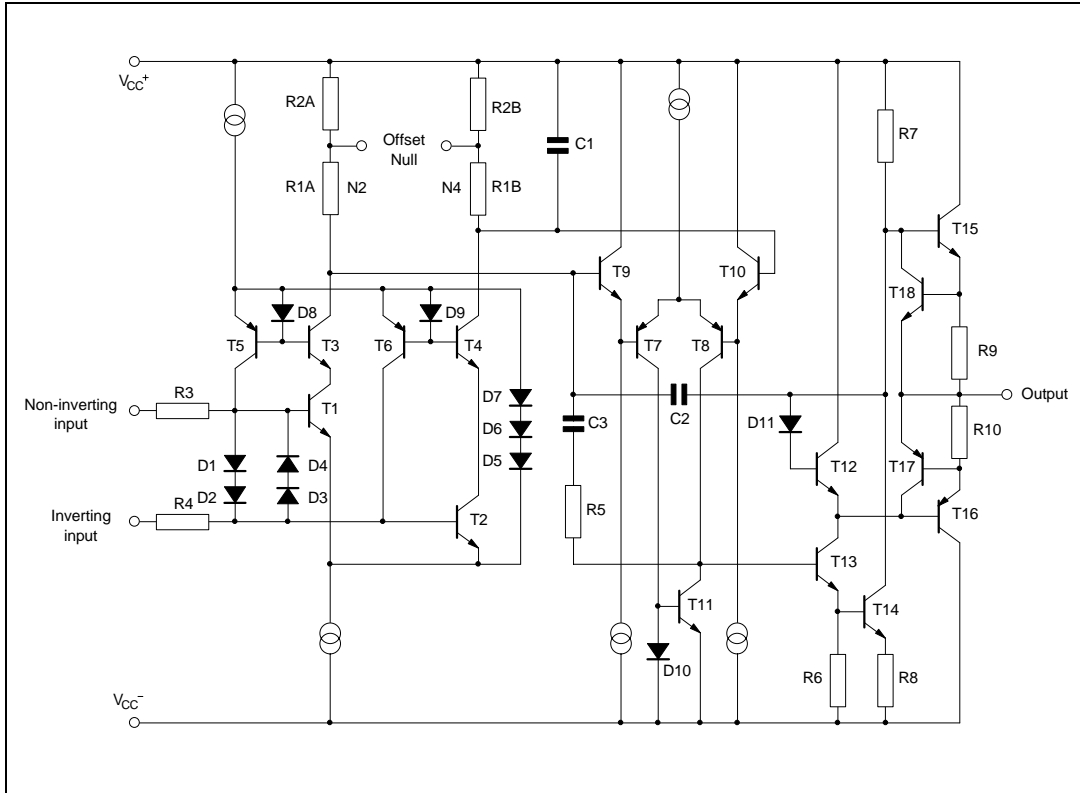 VCC+
R2A
R2B
Offset
Null
C1
R7
R1A
N2
N4
R1B
T15
T9
T10
T18
D8
D9
T5
T3
T6
T4
T7
T8
R9
R3
D7
Non-inverting
input
T1
Output
D6
C3
C2
D11
R10
D1
D4
D5
T12
T17
D2
D3
R4
R5
T16
Inverting
input
T2
T13
T11
T14
D10
R6
R8
VCC−